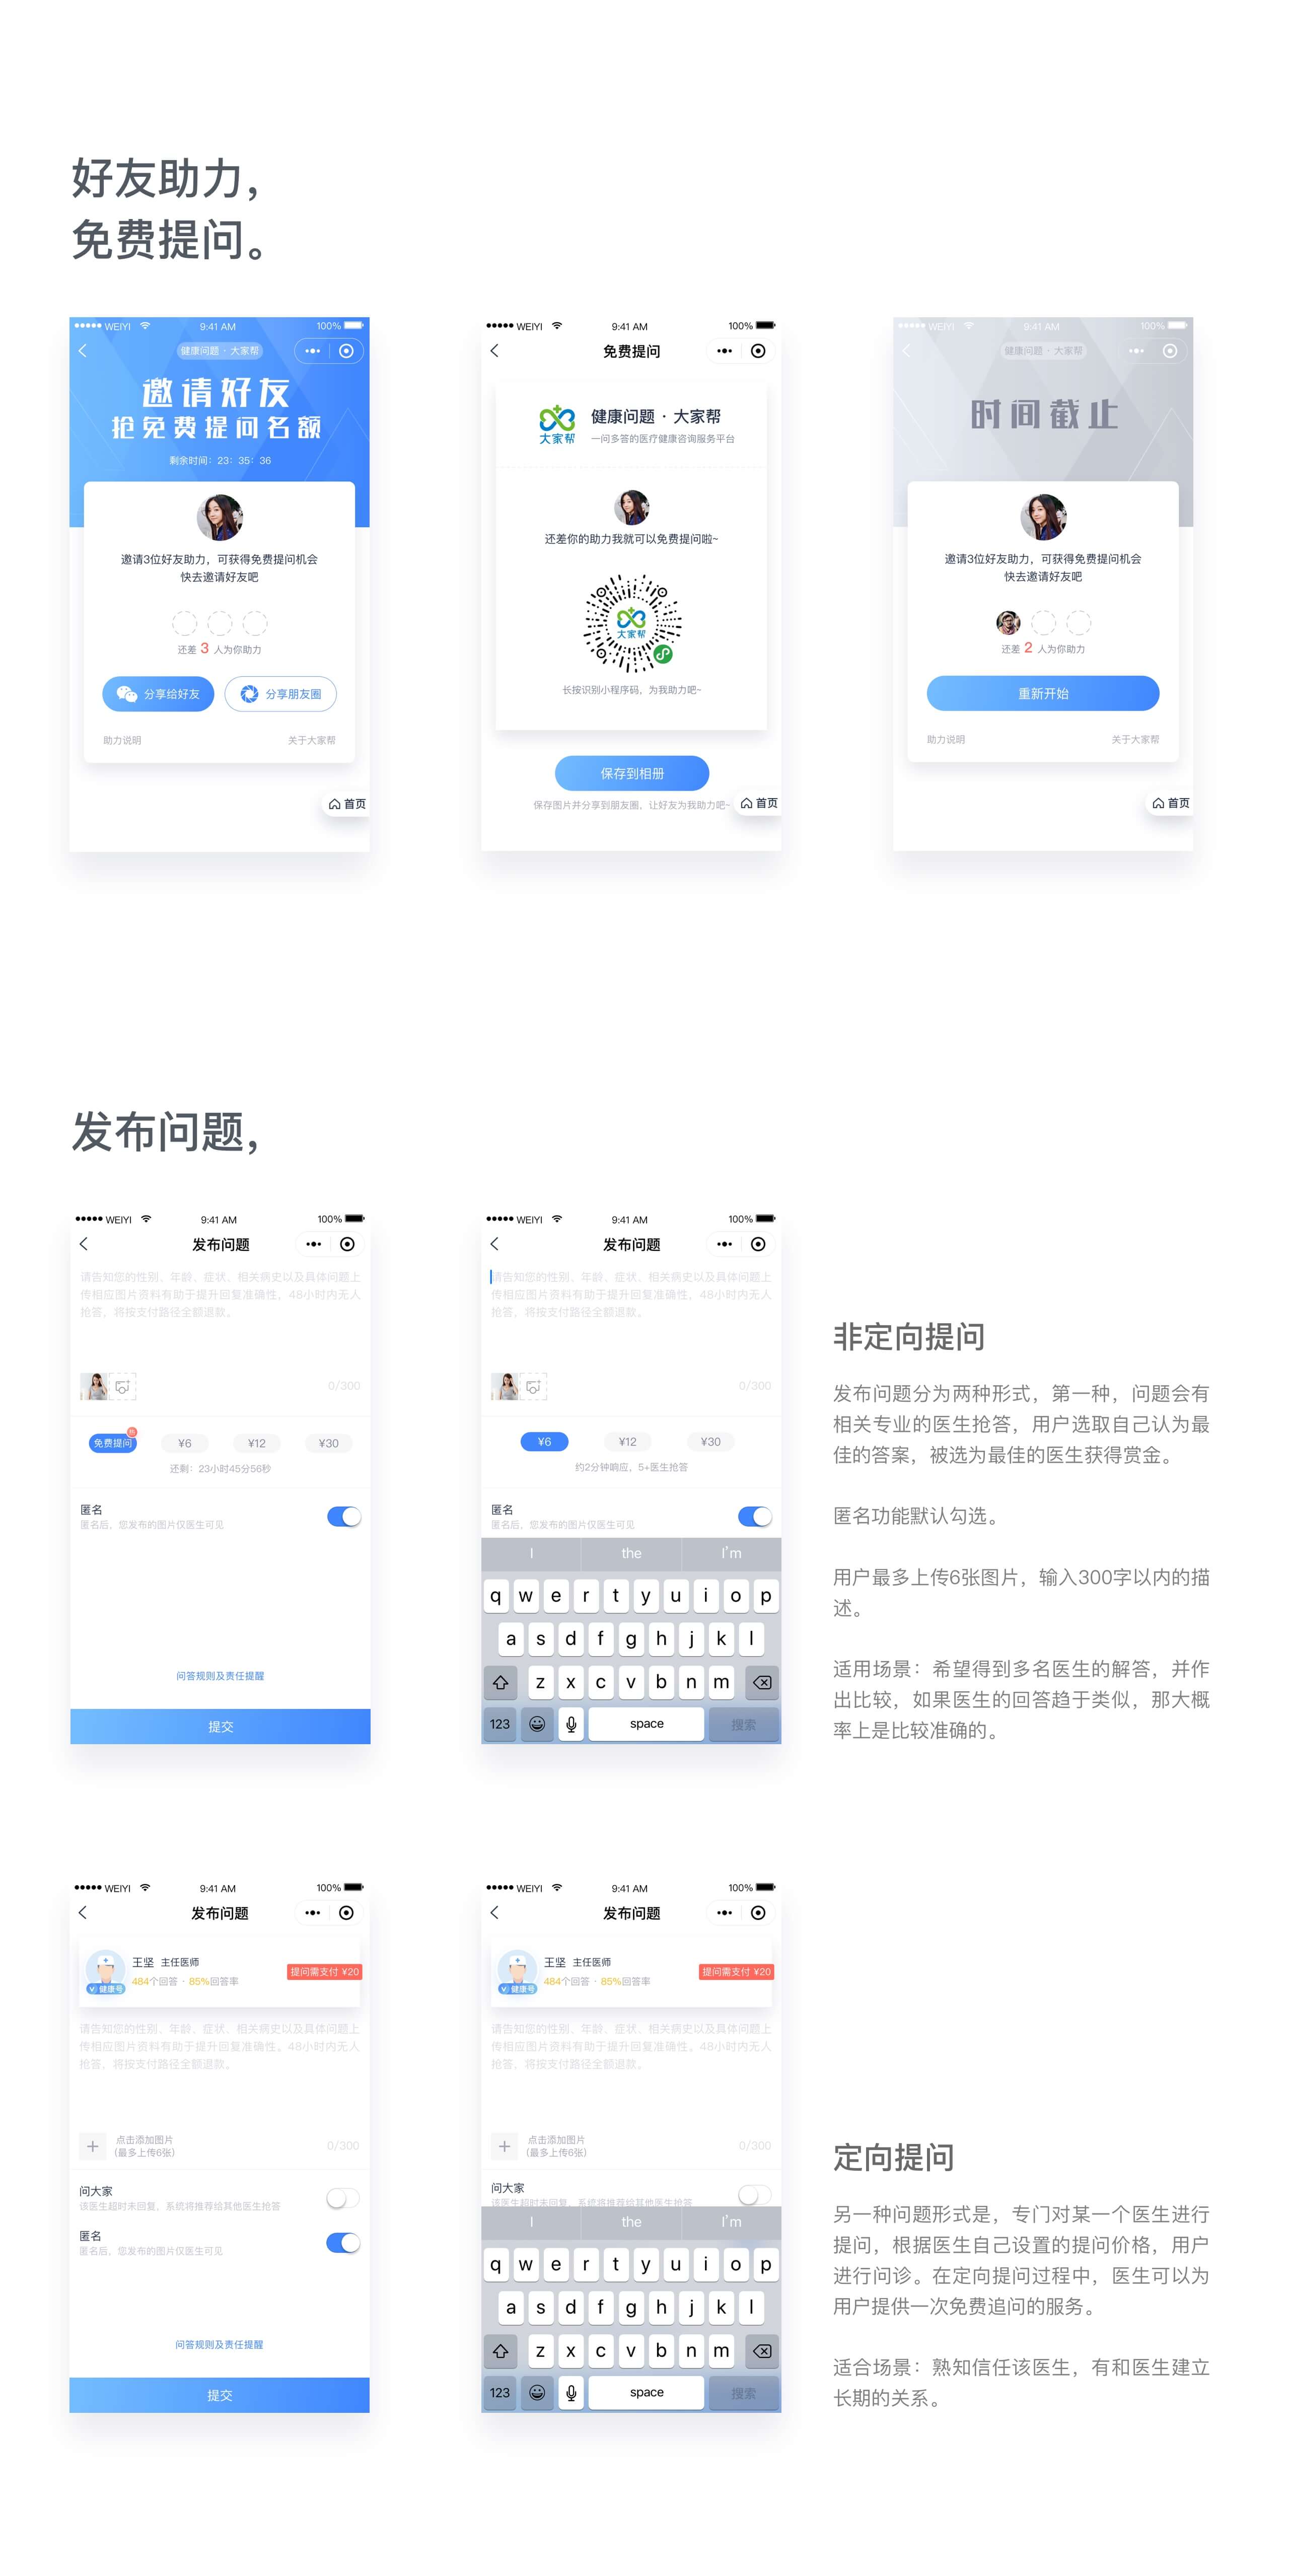 好友助力，
免费提问。
WEIYI 9:41 AM 100%
健康问题 · 大家帮
邀请好友
抢免费提问名额
剩余时间：23：35：36
邀请3位好友助力，可获得免费提问机会
快去邀请好友吧
还差 3 人为你助力
分享给好友 分享朋友圈
助力说明 关于大家帮
首页
WEIYI 9:41 AM 100%
免费提问
大家帮
健康问题 · 大家帮
一问多答的医疗健康咨询服务平台
还差你的助力我就可以免费提问啦~
大家帮
长按识别小程序码，为我助力吧~
保存到相册
保存图片并分享到朋友圈，让好友为我助力吧~
首页
WEIYI 9:41 AM 100%
健康问题 · 大家帮
时间截止
邀请3位好友助力，可获得免费提问机会
快去邀请好友吧
还差 2 人为你助力
重新开始
助力说明 关于大家帮
首页
发布问题，
WEIYI 9:41 AM 100%
发布问题
请告知您的性别、年龄、症状、相关病史以及具体问题上
传相应图片资料有助于提升回复准确性，48小时内无人
抢答，将按支付路径全额退款。
0/300
免费提问 热 ¥6 ¥12 ¥30
还剩：23小时45分56秒
匿名
匿名后，您发布的图片仅医生可见
问答规则及责任提醒
提交
WEIYI 9:41 AM 100%
发布问题
请告知您的性别、年龄、症状、相关病史以及具体问题上
传相应图片资料有助于提升回复准确性，48小时内无人
抢答，将按支付路径全额退款。
0/300
¥6 ¥12 ¥30
约2分钟响应，5+医生抢答
匿名
匿名后，您发布的图片仅医生可见
I the I'm
q w e r t y u i o p
a s d f g h j k l
z x c v b n m
123 space 搜索
非定向提问
发布问题分为两种形式，第一种，问题会有
相关专业的医生抢答，用户选取自己认为最
佳的答案，被选为最佳的医生获得赏金。
匿名功能默认勾选。
用户最多上传6张图片，输入300字以内的描
述。
适用场景：希望得到多名医生的解答，并作
出比较，如果医生的回答趋于类似，那大概
率上是比较准确的。
WEIYI 9:41 AM 100%
发布问题
王坚 主任医师
484个回答 · 85%回答率
V 健康号
提问需支付 ¥20
请告知您的性别、年龄、症状、相关病史以及具体问题上
传相应图片资料有助于提升回复准确性。48小时内无人
抢答，将按支付路径全额退款。
点击添加图片
（最多上传6张）
0/300
问大家
该医生超时未回复，系统将推荐给其他医生抢答
匿名
匿名后，您发布的图片仅医生可见
问答规则及责任提醒
提交
WEIYI 9:41 AM 100%
发布问题
王坚 主任医师
484个回答 · 85%回答率
V 健康号
提问需支付 ¥20
请告知您的性别、年龄、症状、相关病史以及具体问题上
传相应图片资料有助于提升回复准确性。48小时内无人
抢答，将按支付路径全额退款。
点击添加图片
（最多上传6张）
0/300
问大家
该医生超时未回复，系统将推荐给其他医生抢答
I the I'm
q w e r t y u i o p
a s d f g h j k l
z x c v b n m
123 space 搜索
定向提问
另一种问题形式是，专门对某一个医生进行
提问，根据医生自己设置的提问价格，用户
进行问诊。在定向提问过程中，医生可以为
用户提供一次免费追问的服务。
适合场景：熟知信任该医生，有和医生建立
长期的关系。